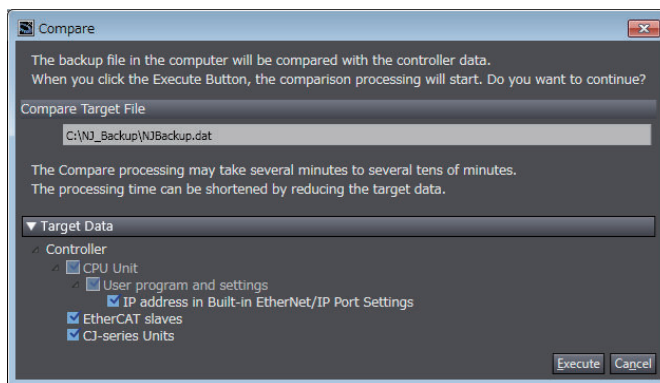 Compare
The backup file in the computer will be compared with the controller data.
When you click the Execute Button, the comparison processing will start. Do you want to continue?
Compare Target File
C:\NJ_Backup\NJBackup.dat
The Compare processing may take several minutes to several tens of minutes.
The processing time can be shortened by reducing the target data.
Target Data
Controller
CPU Unit
User program and settings
IP address in Built-in EtherNet/IP Port Settings
EtherCAT slaves
CJ-series Units
Execute Cancel